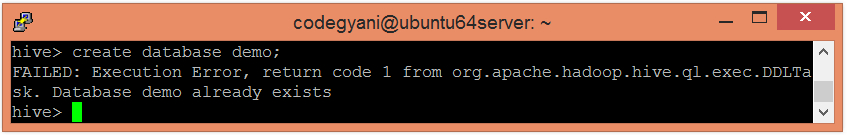 codegyani@ubuntu64server: ~
hive> create database demo;
FAILED: Execution Error, return code 1 from org.apache.hadoop.hive.ql.exec.DDLTa
sk. Database demo already exists
hive>